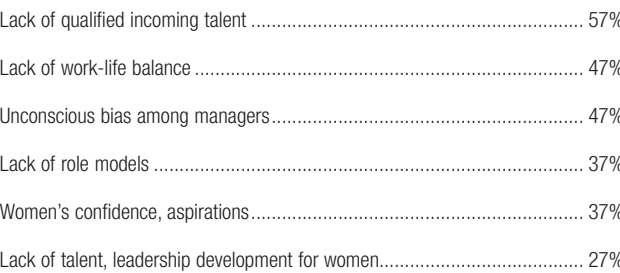 Lack of qualified incoming talent ................................................................................ 57%
Lack of work-life balance .............................................................................................. 47%
Unconscious bias among managers........................................................................... 47%
Lack of role models ........................................................................................................ 37%
Women’s confidence, aspirations................................................................................ 37%
Lack of talent, leadership development for women................................................. 27%